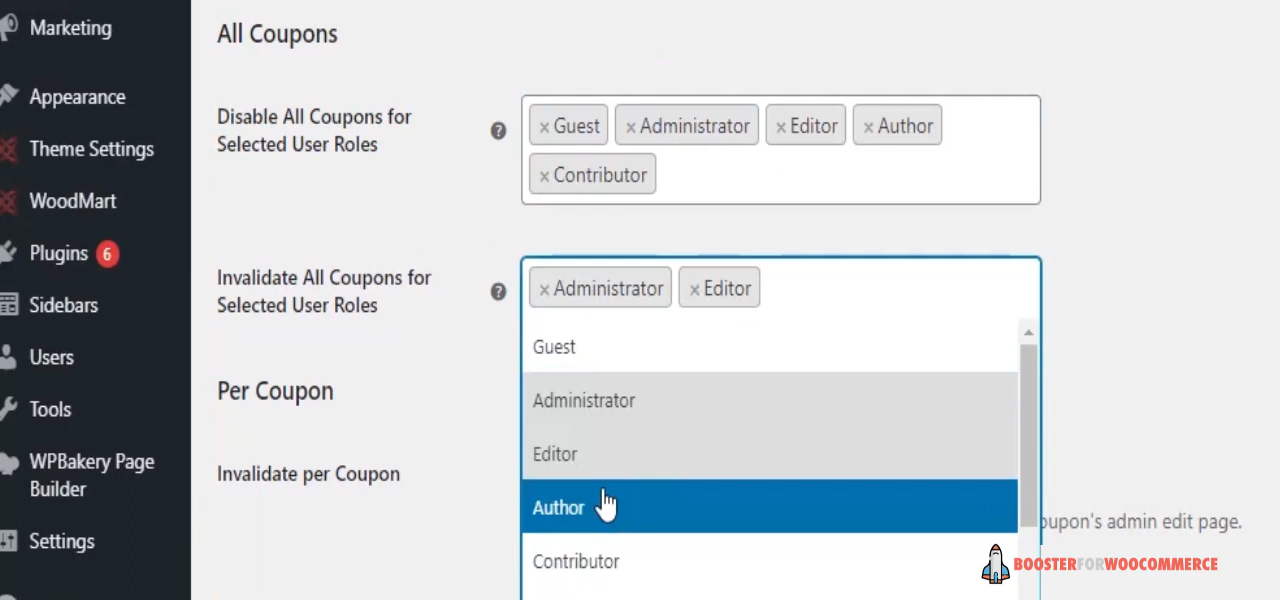 Marketing
Appearance
Theme Settings
WoodMart
Plugins 6
Sidebars
Users
Tools
WPBakery Page
Builder
Settings
All Coupons
Disable All Coupons for
Selected User Roles
?
× Guest × Administrator × Editor × Author
× Contributor
Invalidate All Coupons for
Selected User Roles
?
× Administrator × Editor
Guest
Administrator
Editor
Author
Contributor
Per Coupon
Invalidate per Coupon
oupon's admin edit page.
BOOSTERFORWOOCOMMERCE